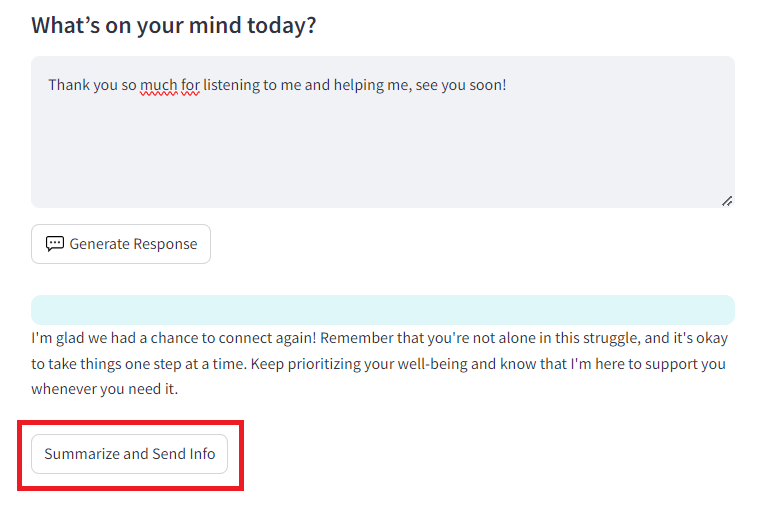 What’s on your mind today?
Thank you so much for listening to me and helping me, see you soon!
Generate Response
I'm glad we had a chance to connect again! Remember that you're not alone in this struggle, and it's okay
to take things one step at a time. Keep prioritizing your well-being and know that I'm here to support you
whenever you need it.
Summarize and Send Info